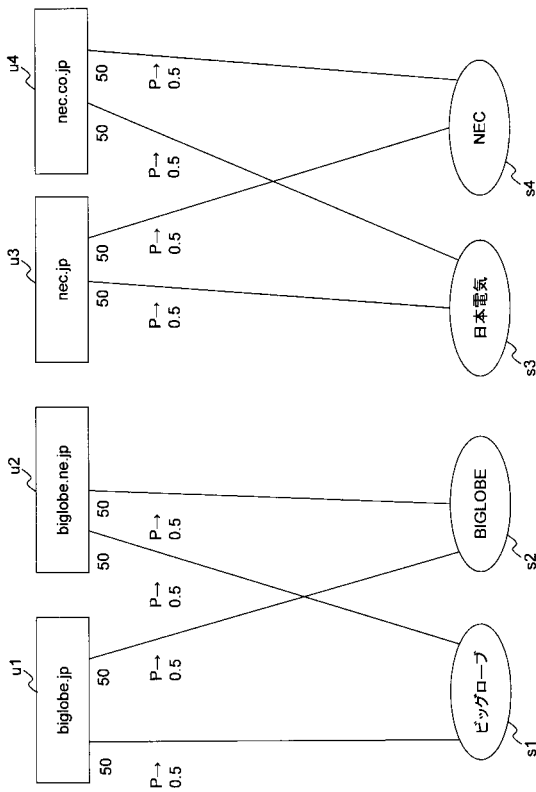 u1
u2
u3
u4
biglobe.jp
biglobe.ne.jp
nec.jp
nec.co.jp
50
50
50
50
50
50
50
50
P→
0.5
P→
0.5
P→
0.5
P→
0.5
P→
0.5
P→
0.5
P→
0.5
P→
0.5
ビッグローブ
BIGLOBE
日本電気
NEC
s1
s2
s3
s4